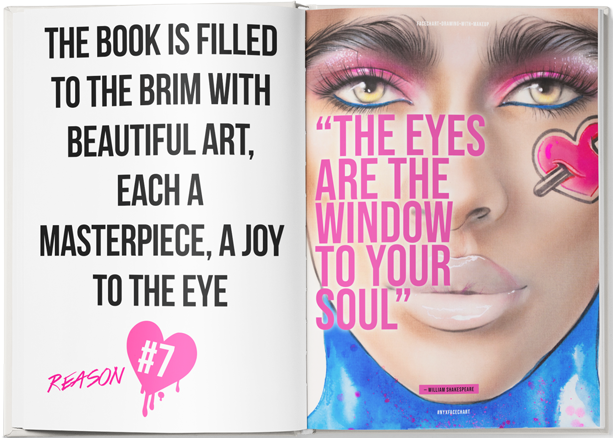 THE BOOK IS FILLED
TO THE BRIM WITH
BEAUTIFUL ART,
EACH A
MASTERPIECE, A JOY
TO THE EYE
REASON #7
“THE EYES
ARE THE
WINDOW
TO YOUR
SOUL”
– WILLIAM SHAKESPEARE
#NYXFACECHART